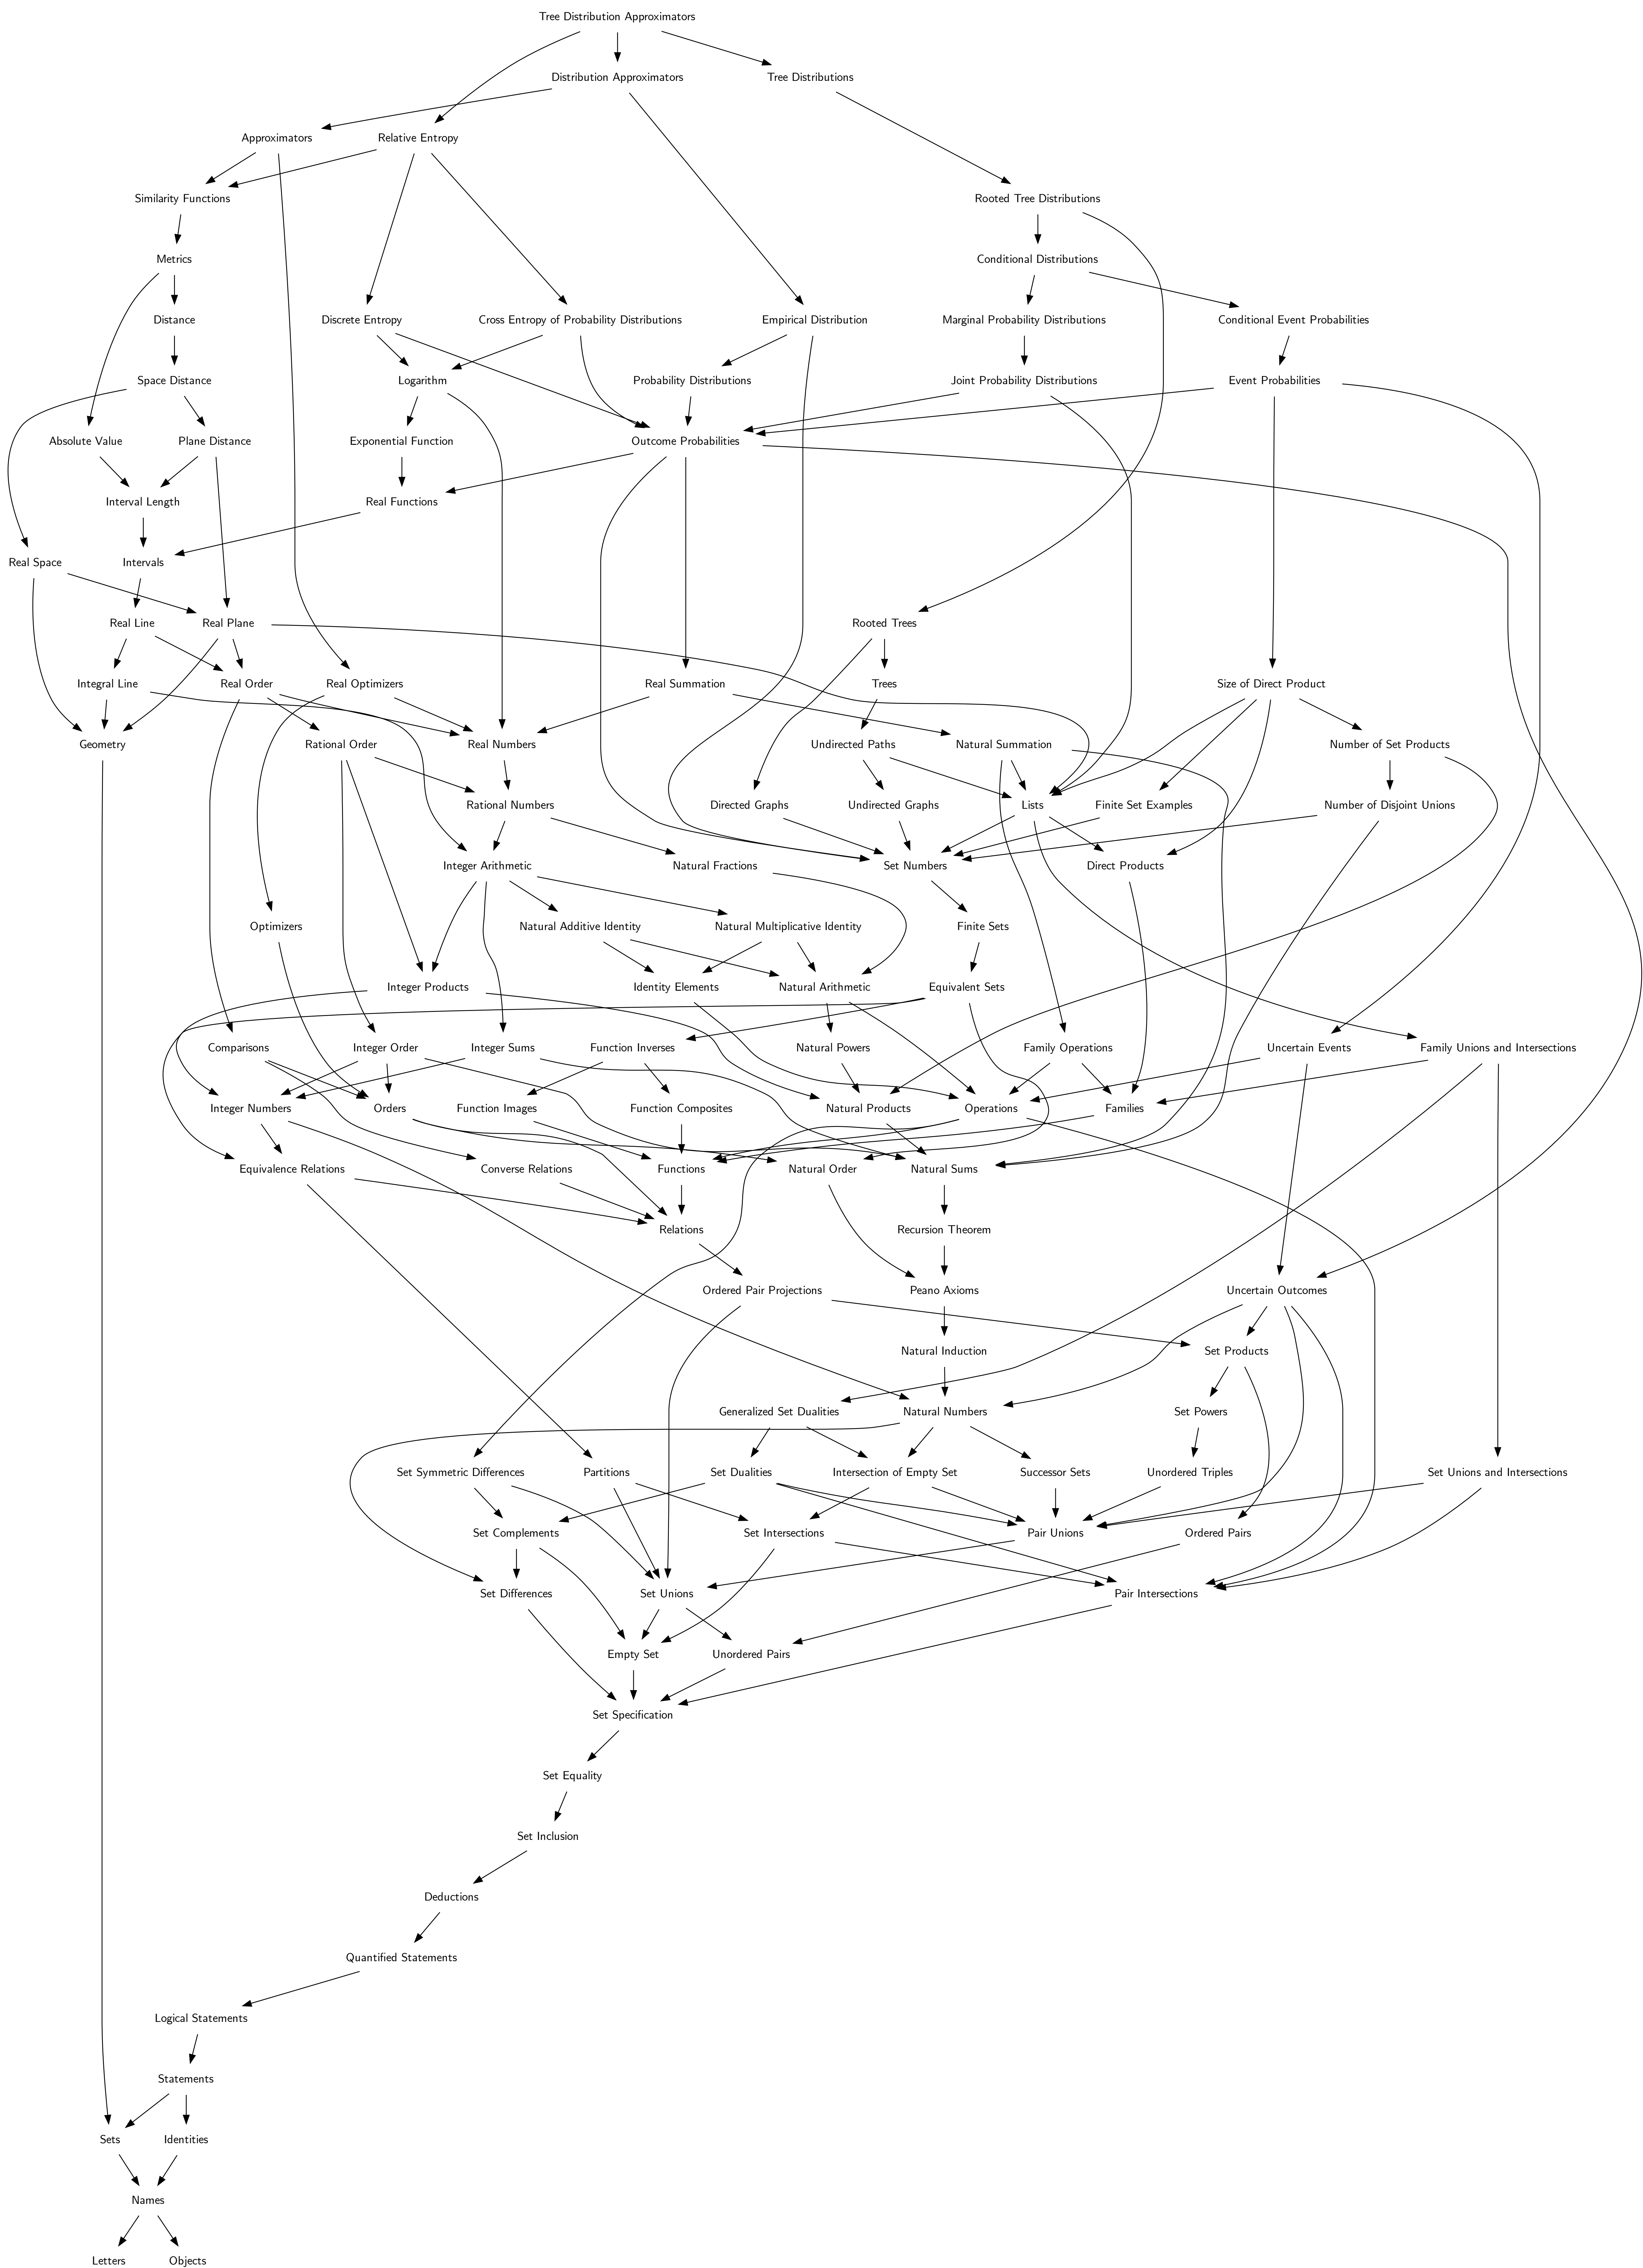 Tree Distribution Approximators
Distribution Approximators
Tree Distributions
Approximators
Relative Entropy
Similarity Functions
Rooted Tree Distributions
Metrics
Conditional Distributions
Distance
Discrete Entropy
Cross Entropy of Probability Distributions
Empirical Distribution
Marginal Probability Distributions
Conditional Event Probabilities
Space Distance
Logarithm
Probability Distributions
Joint Probability Distributions
Event Probabilities
Absolute Value
Plane Distance
Exponential Function
Outcome Probabilities
Interval Length
Real Functions
Real Space
Intervals
Real Line
Real Plane
Rooted Trees
Integral Line
Real Order
Real Optimizers
Real Summation
Trees
Size of Direct Product
Geometry
Rational Order
Real Numbers
Undirected Paths
Natural Summation
Number of Set Products
Rational Numbers
Directed Graphs
Undirected Graphs
Lists
Finite Set Examples
Number of Disjoint Unions
Integer Arithmetic
Natural Fractions
Set Numbers
Direct Products
Optimizers
Natural Additive Identity
Natural Multiplicative Identity
Finite Sets
Integer Products
Identity Elements
Natural Arithmetic
Equivalent Sets
Comparisons
Integer Order
Integer Sums
Function Inverses
Natural Powers
Family Operations
Uncertain Events
Family Unions and Intersections
Integer Numbers
Orders
Function Images
Function Composites
Natural Products
Operations
Families
Equivalence Relations
Converse Relations
Functions
Natural Order
Natural Sums
Relations
Recursion Theorem
Ordered Pair Projections
Peano Axioms
Uncertain Outcomes
Natural Induction
Set Products
Generalized Set Dualities
Natural Numbers
Set Powers
Set Symmetric Differences
Partitions
Set Dualities
Intersection of Empty Set
Successor Sets
Unordered Triples
Set Unions and Intersections
Set Complements
Set Intersections
Pair Unions
Ordered Pairs
Set Differences
Set Unions
Pair Intersections
Empty Set
Unordered Pairs
Set Specification
Set Equality
Set Inclusion
Deductions
Quantified Statements
Logical Statements
Statements
Sets
Identities
Names
Letters
Objects